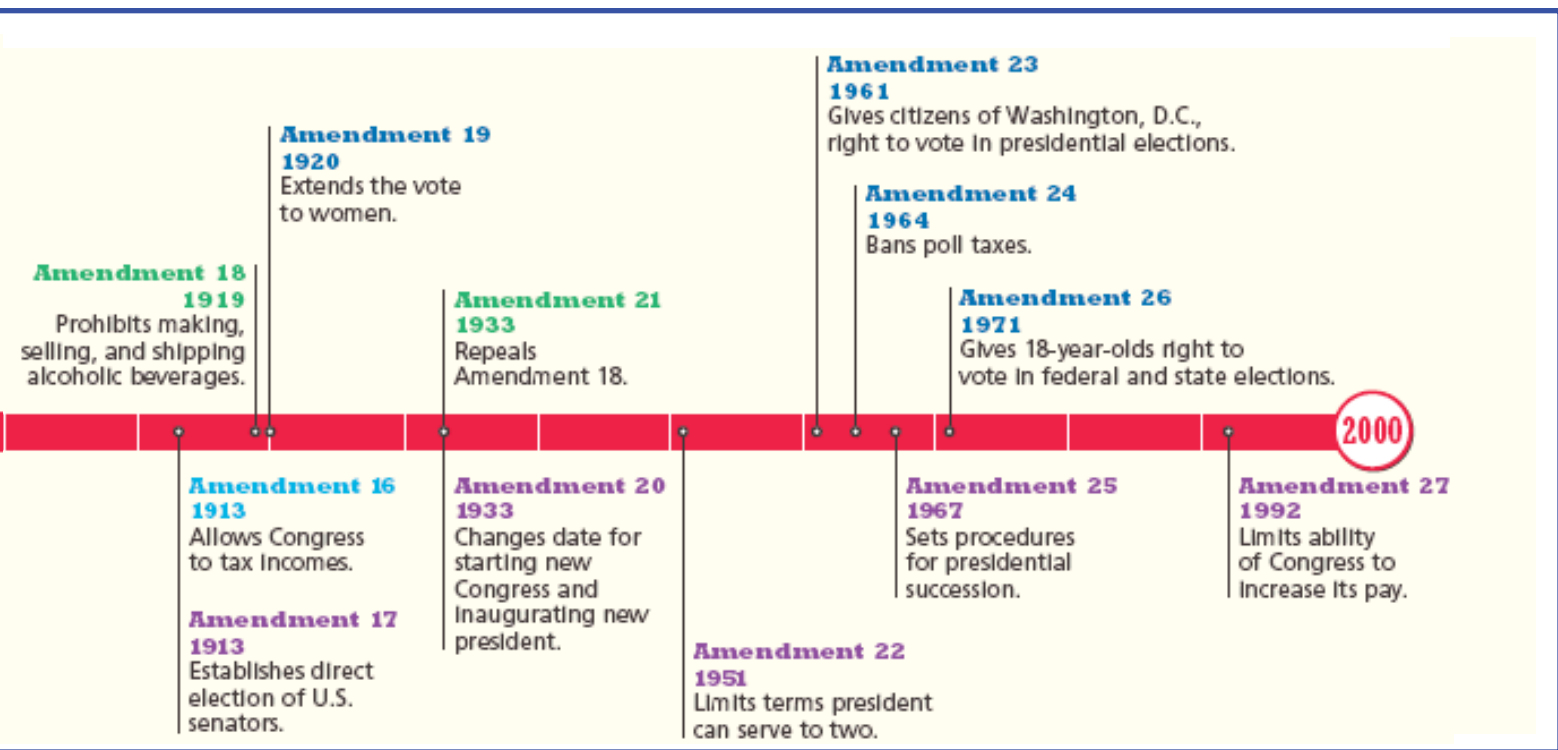 Amendment 23
1961
Gives citizens of Washington, D.C.,
right to vote in presidential elections.
Amendment 19
1920
Extends the vote
to women.
Amendment 24
1964
Bans poll taxes.
Amendment 18
1919
Prohibits making,
selling, and shipping
alcoholic beverages.
Amendment 21
1933
Repeals
Amendment 18.
Amendment 26
1971
Gives 18-year-olds right to
vote in federal and state elections.
2000
Amendment 16
1913
Allows Congress
to tax incomes.
Amendment 17
1913
Establishes direct
election of U.S.
senators.
Amendment 20
1933
Changes date for
starting new
Congress and
inaugurating new
president.
Amendment 22
1951
Limits terms president
can serve to two.
Amendment 25
1967
Sets procedures
for presidential
succession.
Amendment 27
1992
Limits ability
of Congress to
increase its pay.